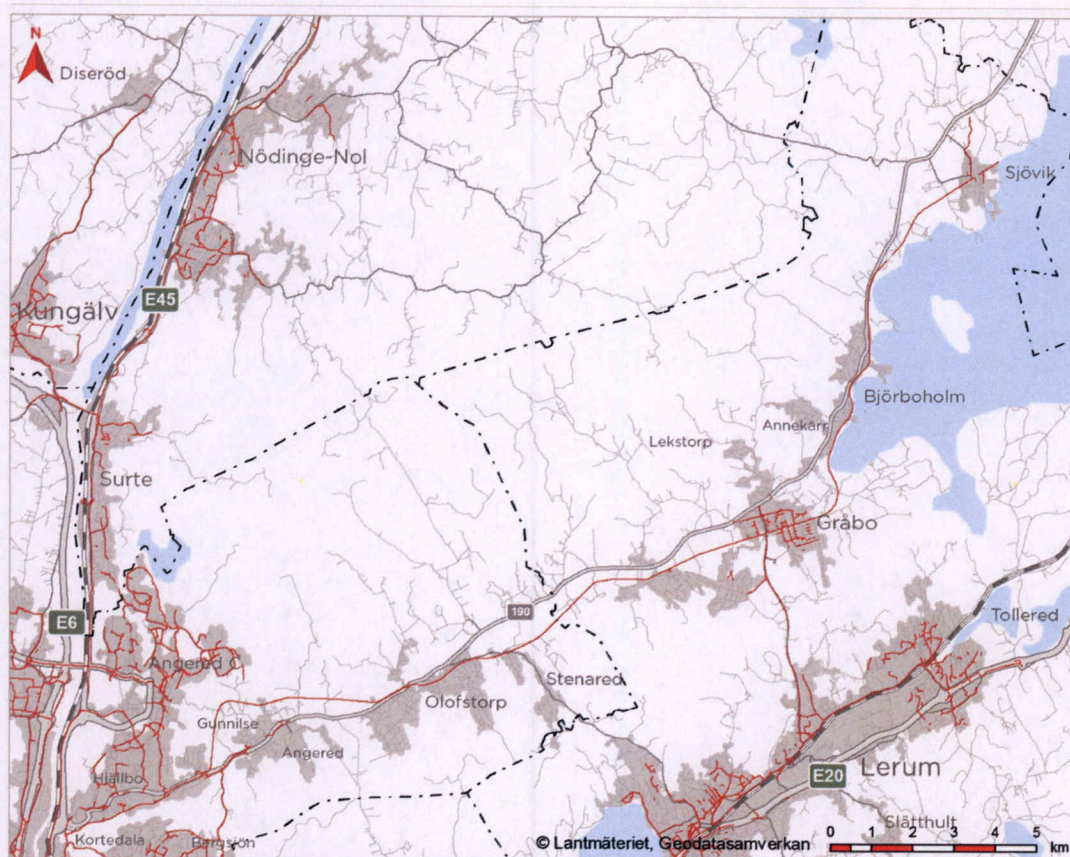 N
Diseröd
Nödinge-Nol
Sjövik
E45
Kungälv
Björboholm
Annekärr
Lekstorp
Surte
Gråbo
190
E6
Tollered
Angered C
Stenared
Olofstorp
Gunnilse
Angered
Hjällbo
E20
Lerum
Slätthult
Kortedala
Bergsjön
© Lantmäteriet, Geodatasamverkan
0 1 2 3 4 5
km